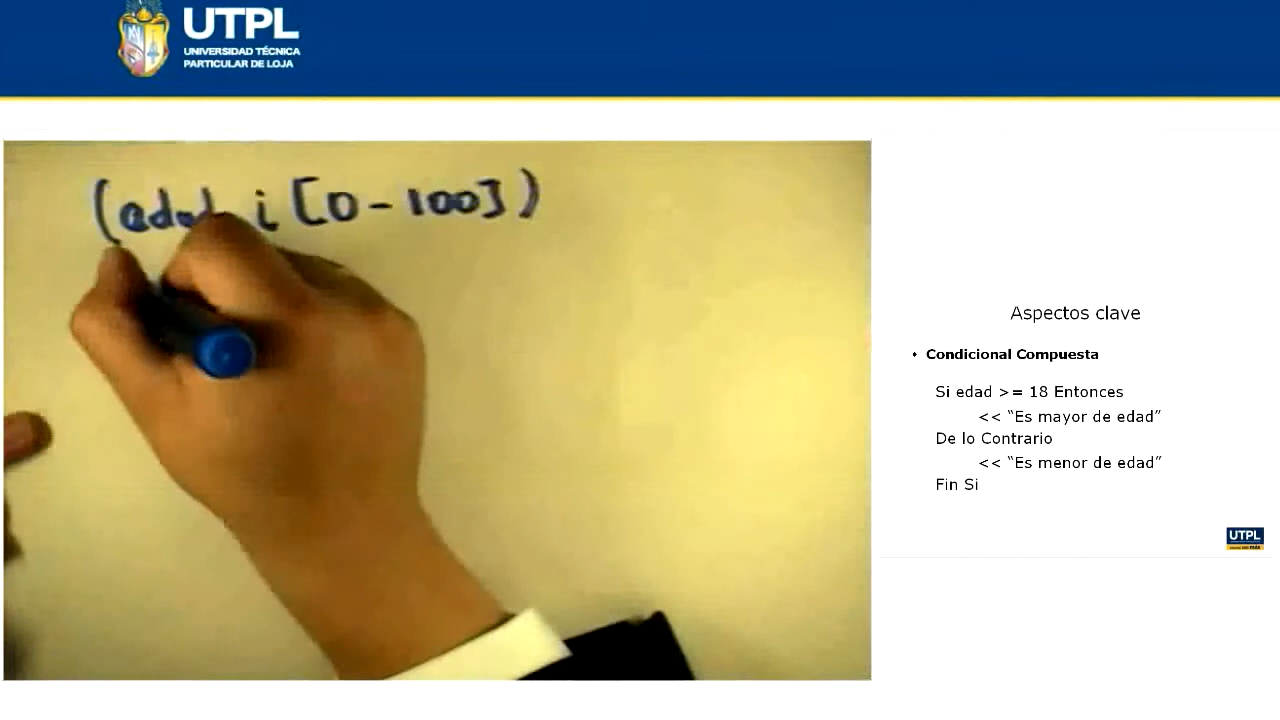 UTPL
UNIVERSIDAD TÉCNICA
PARTICULAR DE LOJA
(edad, i [0-100])
Aspectos clave
• Condicional Compuesta
Si edad >= 18 Entonces
<< “Es mayor de edad”
De lo Contrario
<< “Es menor de edad”
Fin Si
UTPL